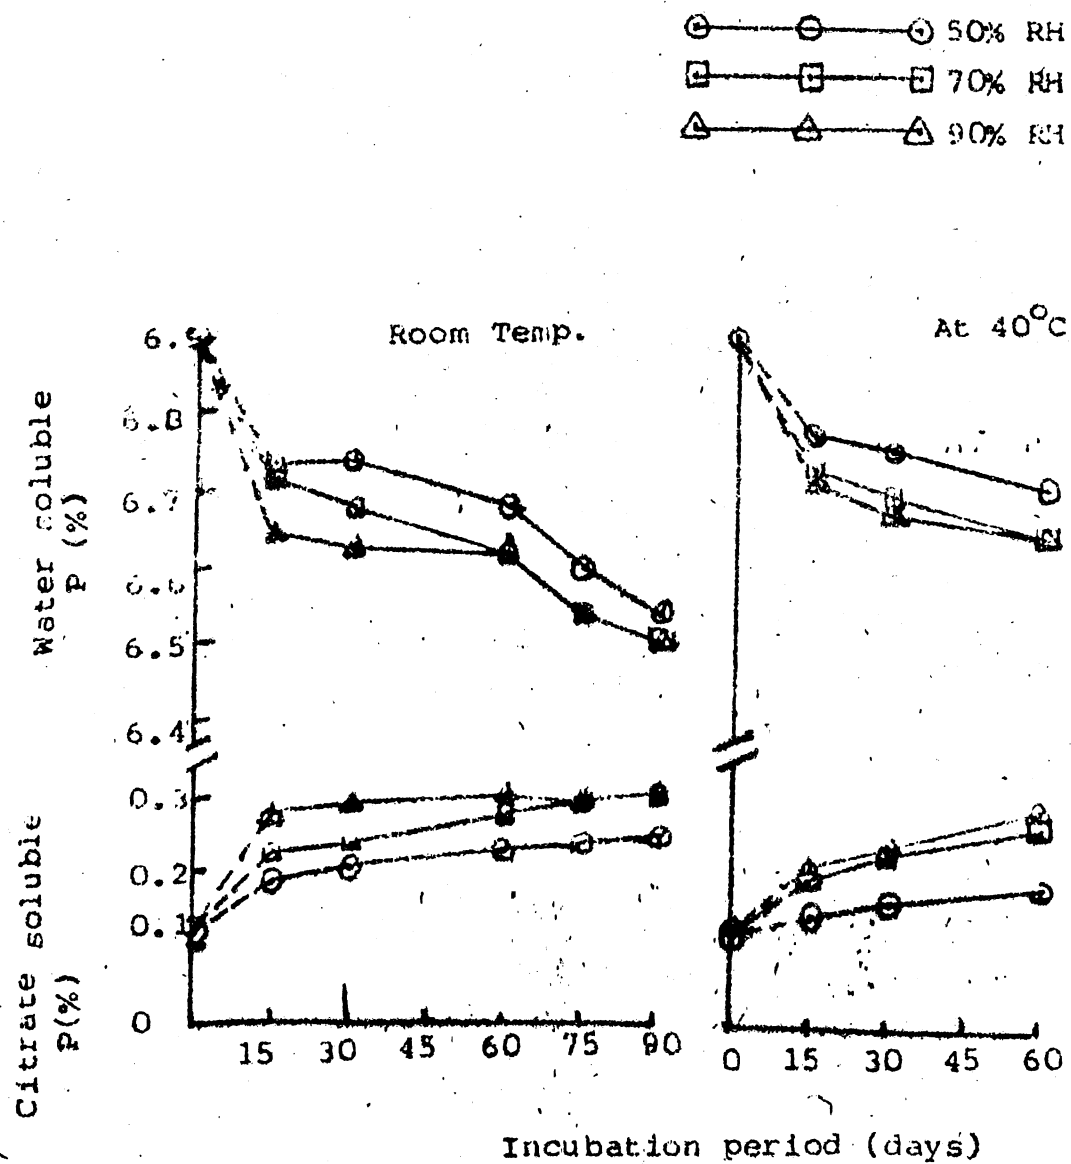 50% RH
70% RH
90% RH
Room Temp.
At 40°C
Water soluble
P (%)
6.8
6.7
6.5
6.4
Citrate soluble
P(%)
0.3
0.2
0.1
0
15 30 45 60 75 90
0 15 30 45 60
Incubation period (days)